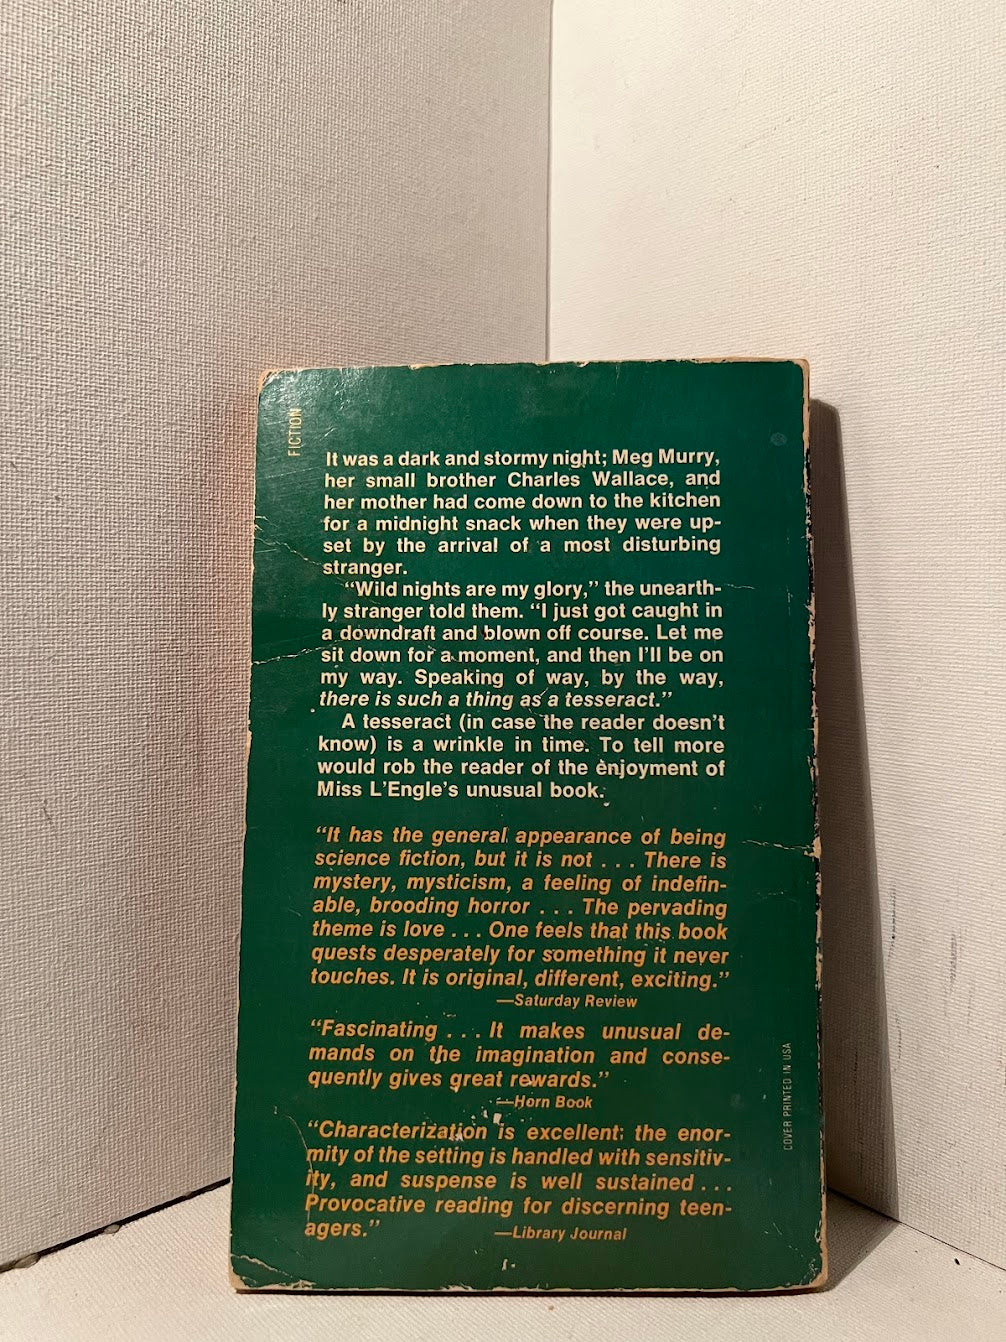 FICTION
It was a dark and stormy night; Meg Murry,
her small brother Charles Wallace, and
her mother had come down to the kitchen
for a midnight snack when they were up-
set by the arrival of a most disturbing
stranger.
“Wild nights are my glory,” the unearth-
ly stranger told them. “I just got caught in
a downdraft and blown off course. Let me
sit down for a moment, and then I’ll be on
my way. Speaking of way, by the way,
there is such a thing as a tesseract.”
A tesseract (in case the reader doesn’t
know) is a wrinkle in time. To tell more
would rob the reader of the enjoyment of
Miss L’Engle’s unusual book.
“It has the general appearance of being
science fiction, but it is not . . . There is
mystery, mysticism, a feeling of indefin-
able, brooding horror . . . The pervading
theme is love . . . One feels that this book
quests desperately for something it never
touches. It is original, different, exciting.”
—Saturday Review
“Fascinating . . . It makes unusual de-
mands on the imagination and conse-
quently gives great rewards.”
—Horn Book
“Characterization is excellent; the enor-
mity of the setting is handled with sensitiv-
ity, and suspense is well sustained . . .
Provocative reading for discerning teen-
agers.”
—Library Journal
COVER PRINTED IN USA